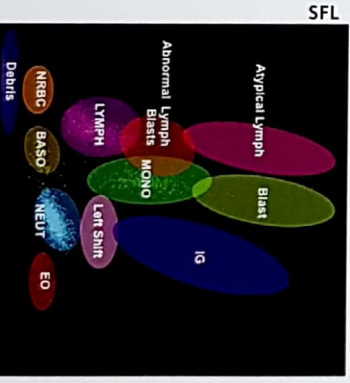 SFL
Debris
NRBC
BASO
NEUT
EO
LYMPH
Left Shift
Abnormal Lymph
Blasts
MONO
Atypical Lymph
Blast
IG